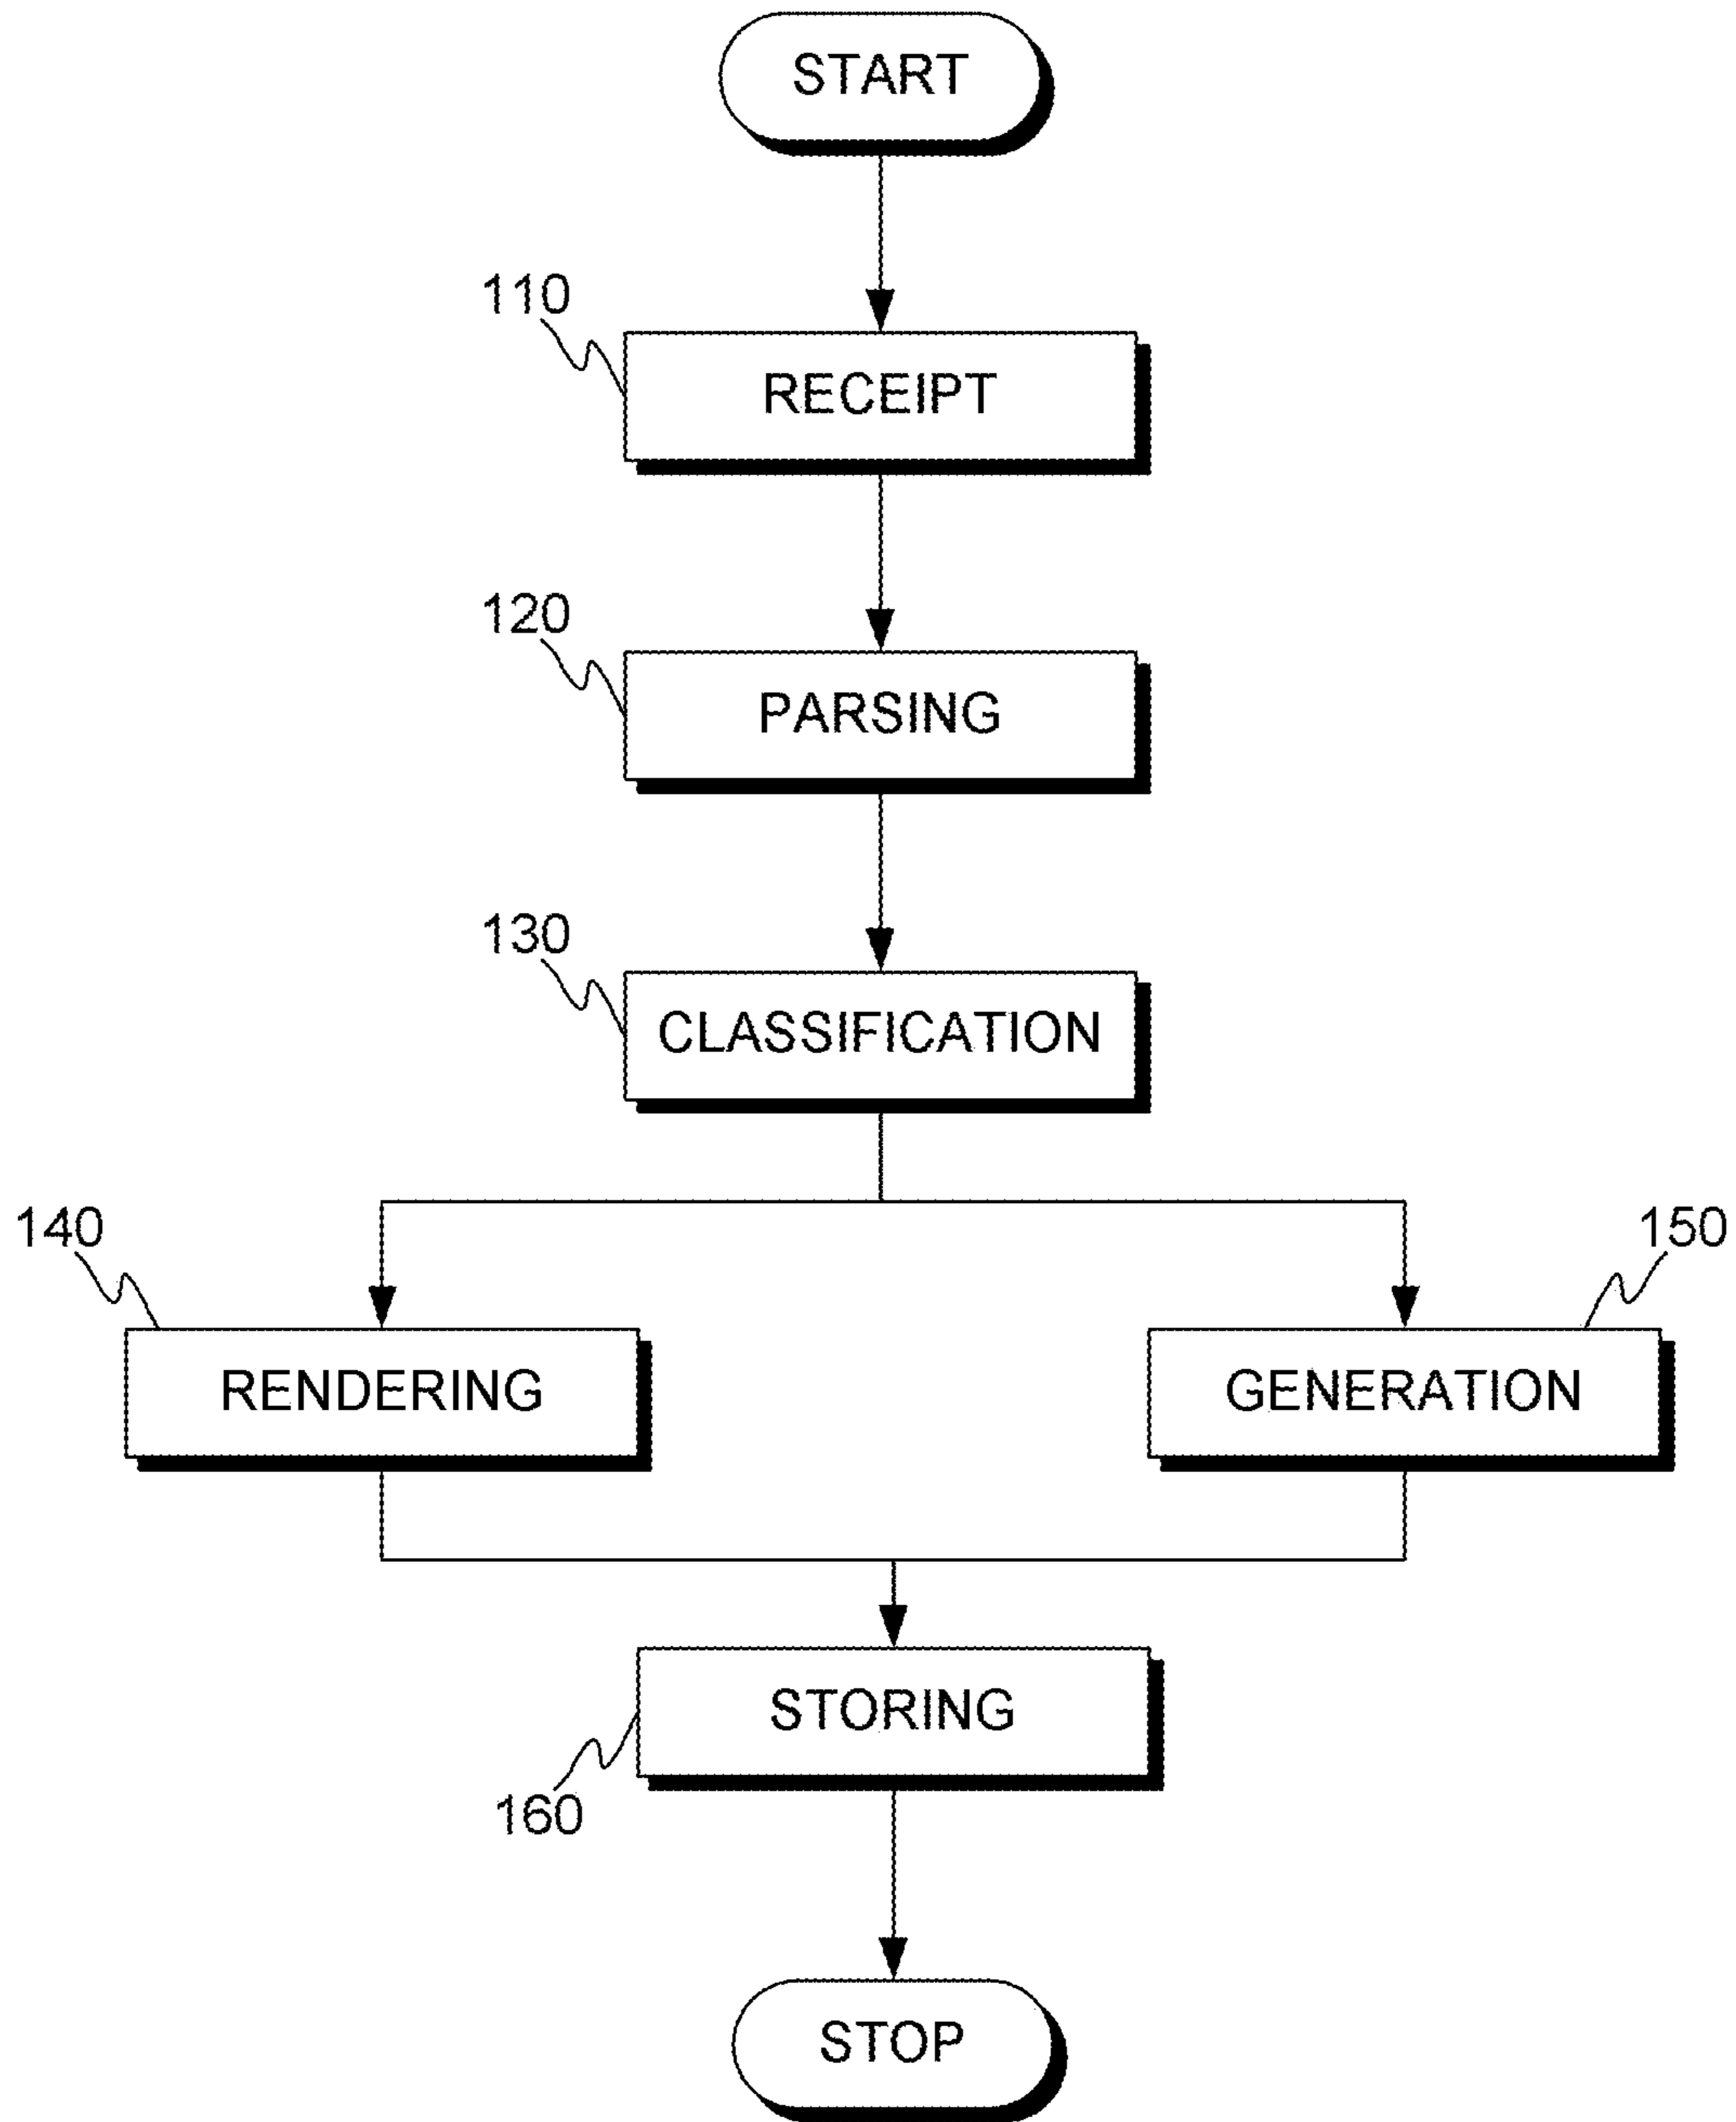 START
110
RECEIPT
120
PARSING
130
CLASSIFICATION
140
150
RENDERING
GENERATION
STORING
160
STOP